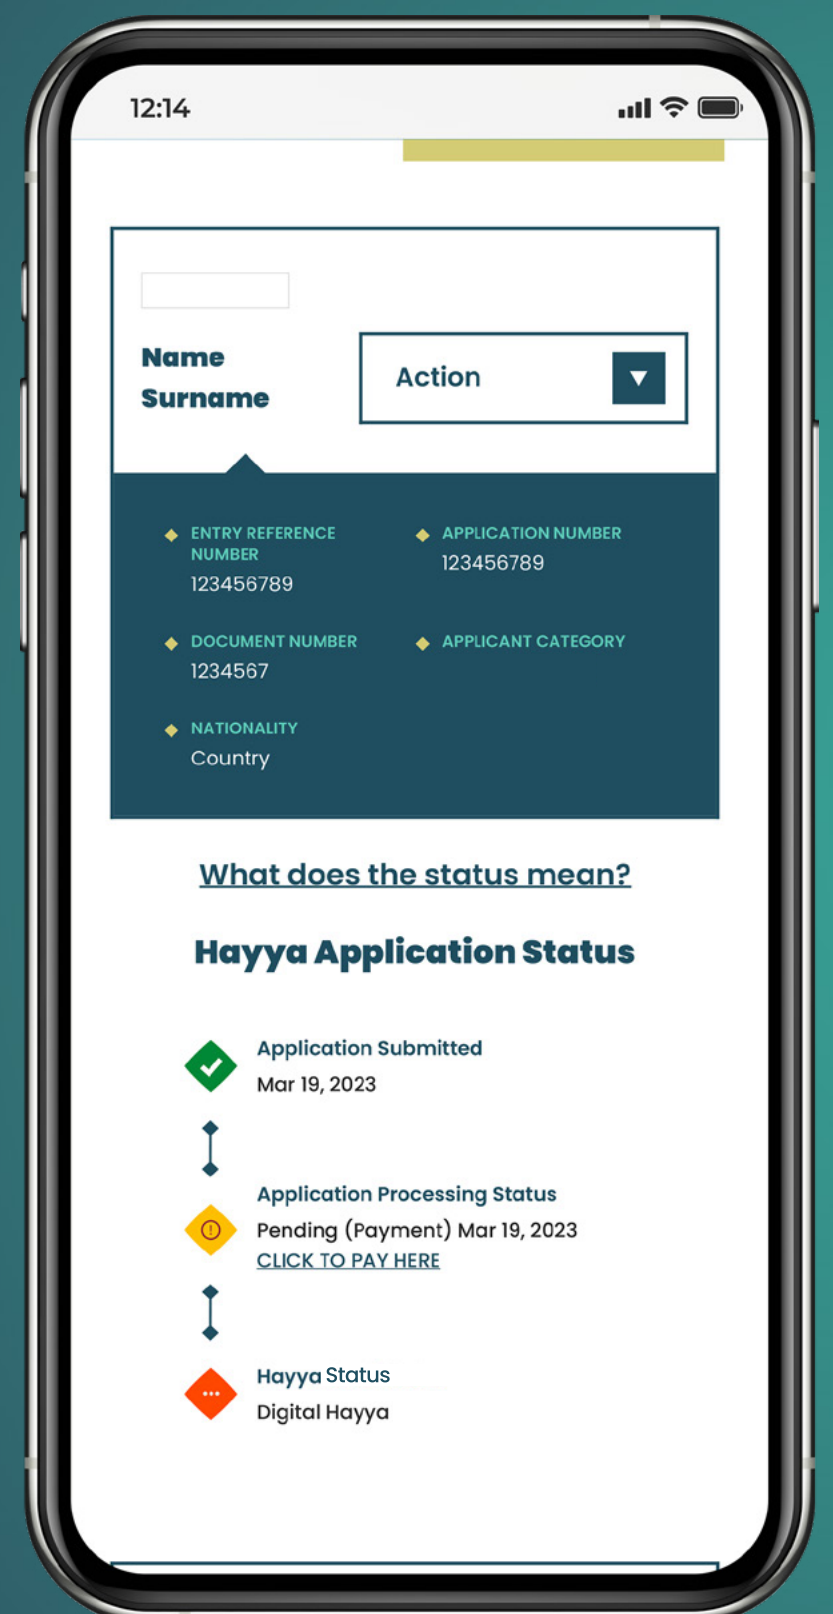 12:14
Name
Surname
Action
ENTRY REFERENCE
NUMBER
123456789
APPLICATION NUMBER
123456789
DOCUMENT NUMBER
1234567
APPLICANT CATEGORY
NATIONALITY
Country
What does the status mean?
Hayya Application Status
Application Submitted
Mar 19, 2023
Application Processing Status
Pending (Payment) Mar 19, 2023
CLICK TO PAY HERE
Hayya Status
Digital Hayya